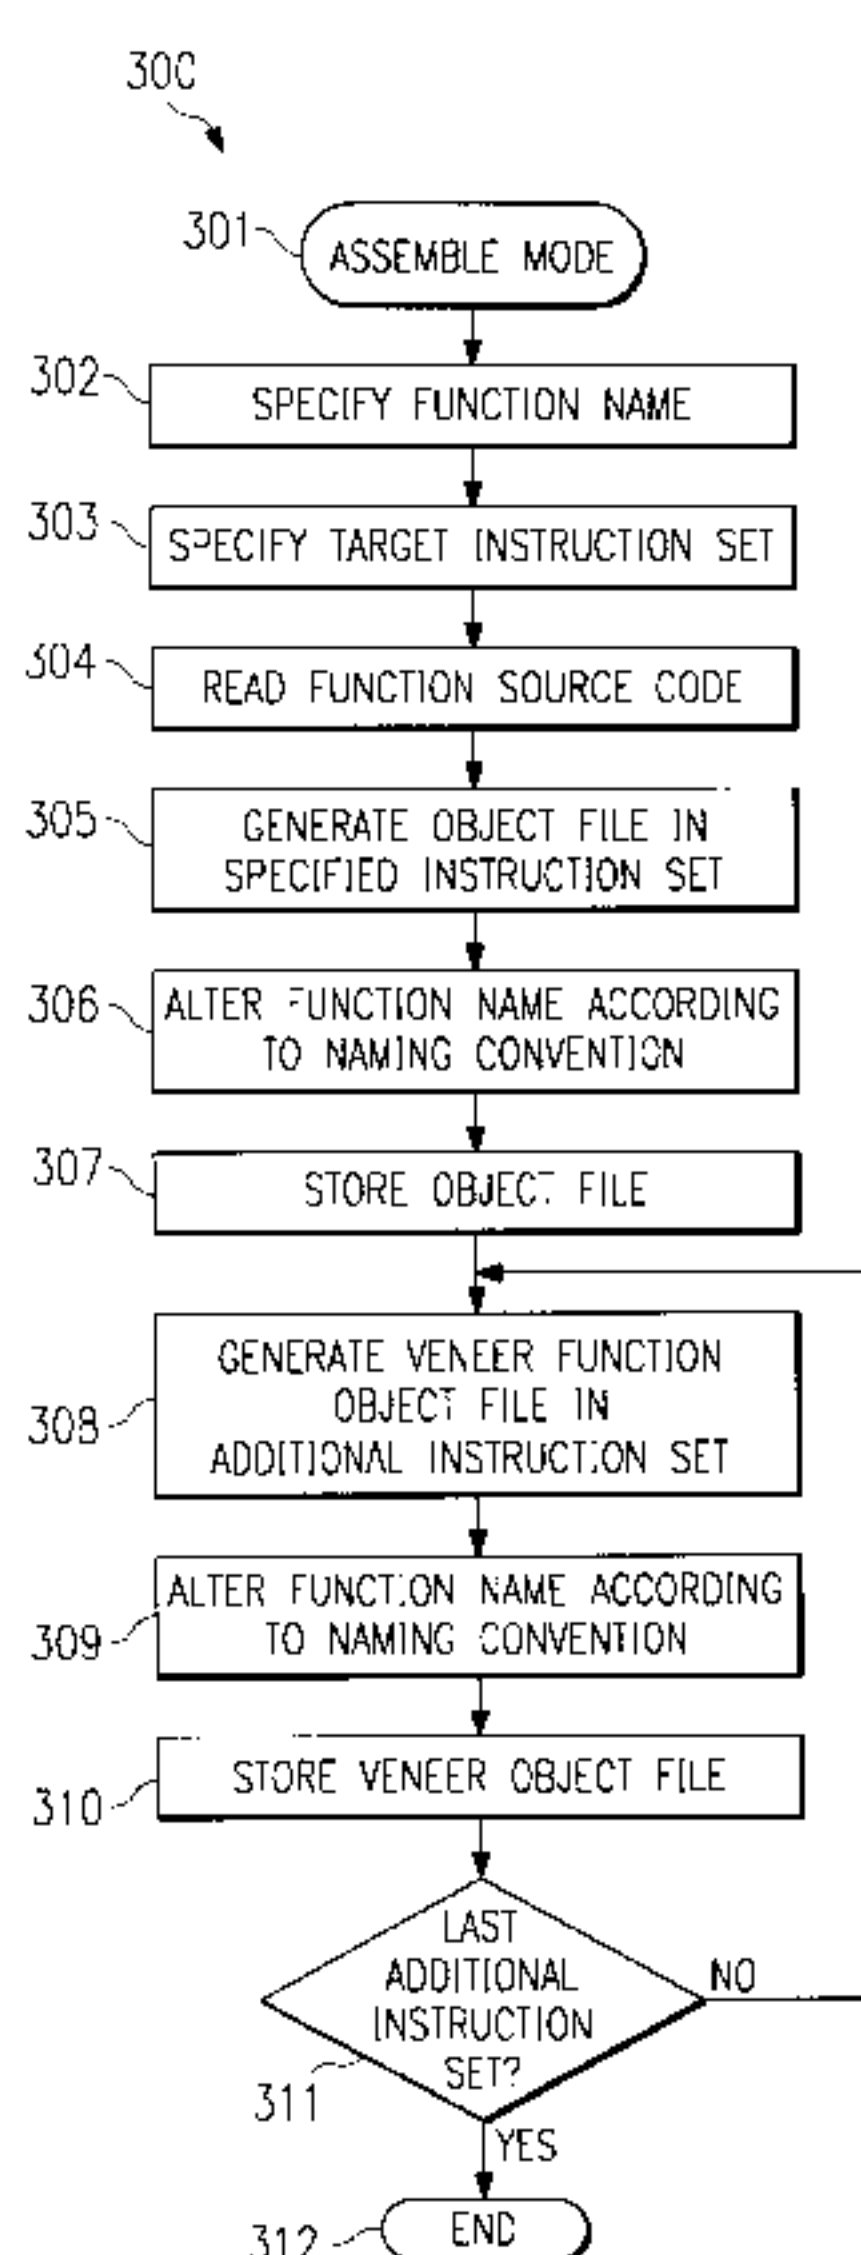 300
301
ASSEMBLE MODE
302
SPECIFY FUNCTION NAME
303
SPECIFY TARGET INSTRUCTION SET
304
READ FUNCTION SOURCE CODE
305
GENERATE OBJECT FILE IN
SPECIFIED INSTRUCTION SET
306
ALTER FUNCTION NAME ACCORDING
TO NAMING CONVENTION
307
STORE OBJECT FILE
308
GENERATE VENEER FUNCTION
OBJECT FILE IN
ADDITIONAL INSTRUCTION SET
309
ALTER FUNCTION NAME ACCORDING
TO NAMING CONVENTION
310
STORE VENEER OBJECT FILE
LAST
ADDITIONAL
INSTRUCTION
SET?
NO
311
YES
312
END